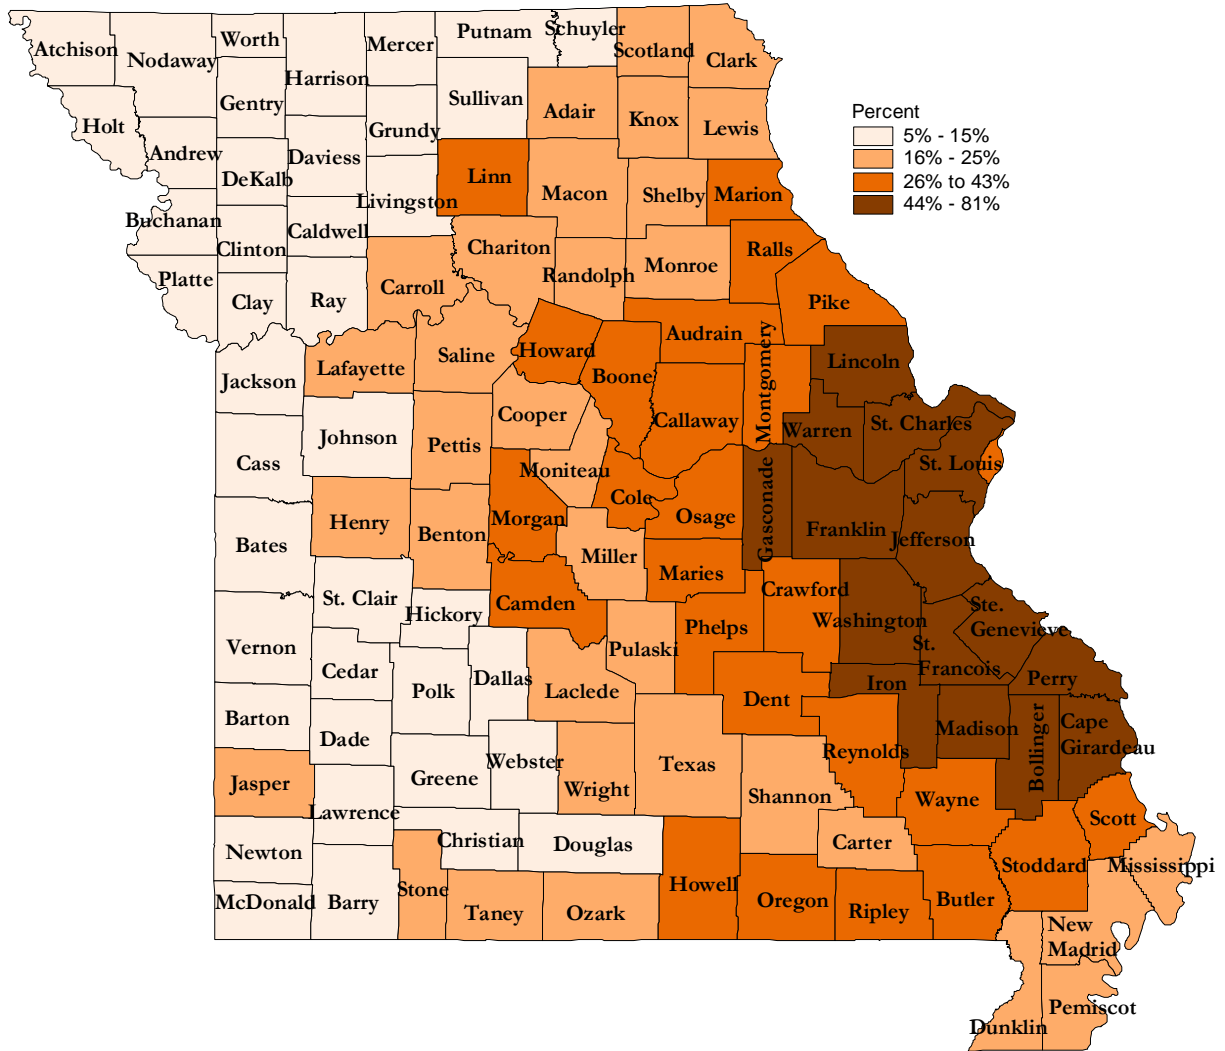 Atchison
Nodaway
Worth
Harrison
Mercer
Putnam
Schuyler
Scotland
Clark
Holt
Gentry
Sullivan
Adair
Knox
Lewis
Grundy
Andrew
DeKalb
Daviess
Linn
Macon
Shelby
Marion
Livingston
Buchanan
Clinton
Caldwell
Chariton
Randolph
Monroe
Ralls
Platte
Clay
Ray
Carroll
Pike
Percent
5% - 15%
16% - 25%
26% to 43%
44% - 81%
Jackson
Lafayette
Saline
Howard
Boone
Audrain
Montgomery
Lincoln
Cooper
Callaway
Warren
St. Charles
Johnson
Pettis
Cass
Moniteau
St. Louis
Cole
Henry
Morgan
Osage
Gasconade
Franklin
Jefferson
Benton
Bates
Miller
Maries
Crawford
St. Clair
Hickory
Camden
Phelps
Washington
Ste.
Genevieve
Vernon
Pulaski
St.
Francois
Cedar
Polk
Dallas
Laclede
Dent
Iron
Perry
Barton
Dade
Madison
Bollinger
Cape
Girardeau
Reynolds
Jasper
Greene
Webster
Wright
Texas
Shannon
Wayne
Lawrence
Scott
Newton
Christian
Douglas
Carter
Stoddard
Mississippi
McDonald
Barry
Stone
Taney
Ozark
Howell
Oregon
Ripley
Butler
New
Madrid
Pemiscot
Dunklin